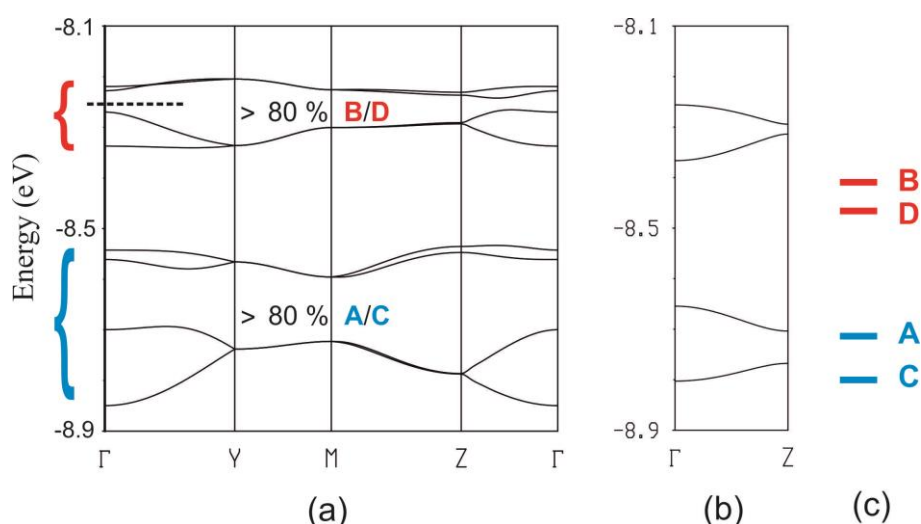 -8.1
-8.1
> 80 % B/D
B
-8.5
-8.5
D
Energy (eV)
> 80 % A/C
A
C
-8.9
-8.9
Γ Y M Z Γ
Γ Z
(a)
(b)
(c)